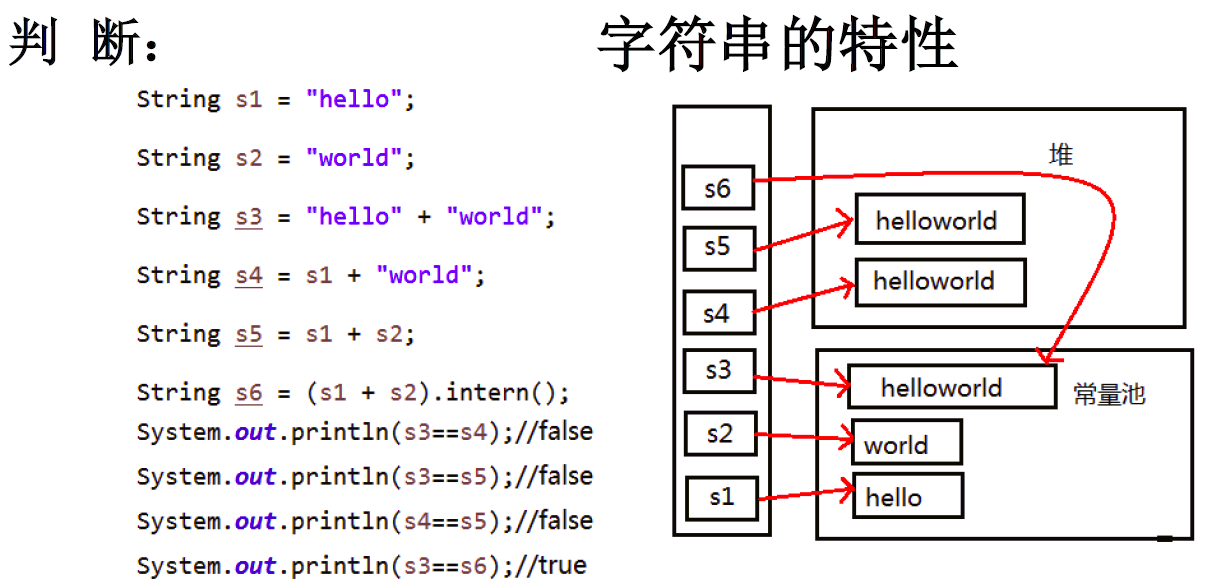 判 断：
字符串的特性
String s1 = "hello";
String s2 = "world";
String s3 = "hello" + "world";
String s4 = s1 + "world";
String s5 = s1 + s2;
String s6 = (s1 + s2).intern();
System.out.println(s3==s4);//false
System.out.println(s3==s5);//false
System.out.println(s4==s5);//false
System.out.println(s3==s6);//true
s6
s5
s4
s3
s2
s1
堆
helloworld
helloworld
helloworld
常量池
world
hello